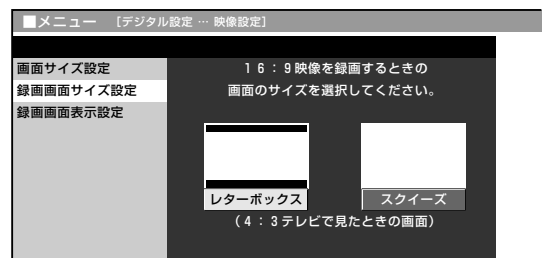 ■メニュー [デジタル設定 … 映像設定]
画面サイズ設定
録画画面サイズ設定
録画画面表示設定
16:9映像を録画するときの
画面のサイズを選択してください。
レターボックス
スクイーズ
(4:3テレビで見たときの画面)